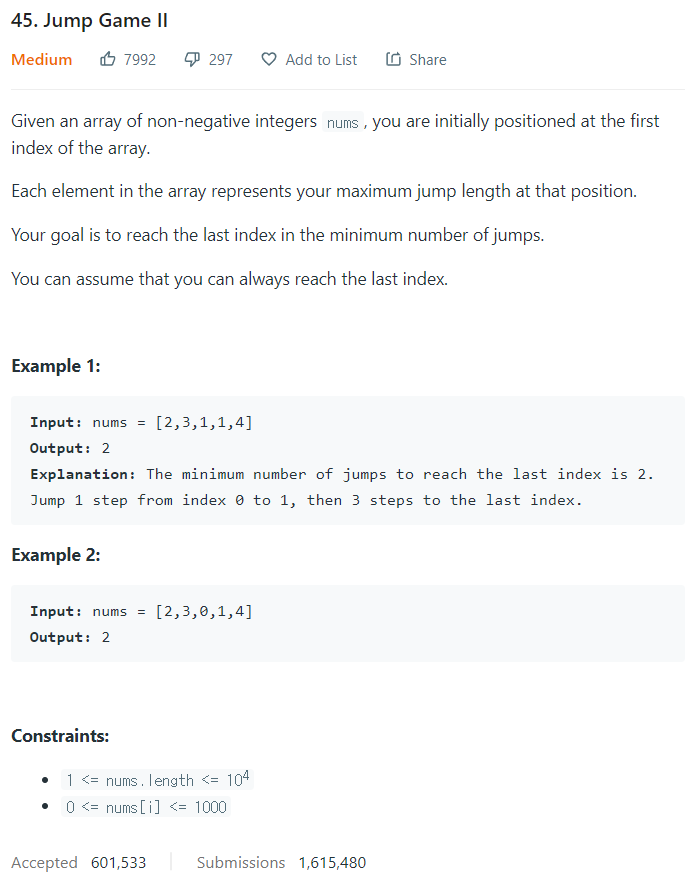 45. Jump Game II
Medium 7992 297 Add to List Share
Given an array of non-negative integers nums , you are initially positioned at the first
index of the array.
Each element in the array represents your maximum jump length at that position.
Your goal is to reach the last index in the minimum number of jumps.
You can assume that you can always reach the last index.
Example 1:
Input: nums = [2,3,1,1,4]
Output: 2
Explanation: The minimum number of jumps to reach the last index is 2.
Jump 1 step from index 0 to 1, then 3 steps to the last index.
Example 2:
Input: nums = [2,3,0,1,4]
Output: 2
Constraints:
• 1 <= nums.length <= 10⁴
• 0 <= nums[i] <= 1000
Accepted 601,533 Submissions 1,615,480